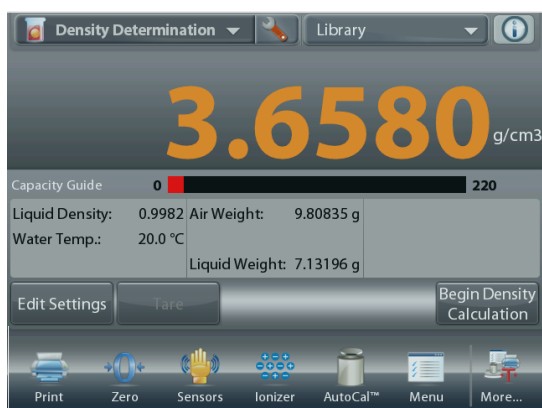 Density Determination Library
3.6580 g/cm3
Capacity Guide 0 220
Liquid Density: 0.9982 Air Weight: 9.80835 g
Water Temp.: 20.0 °C
Liquid Weight: 7.13196 g
Edit Settings Tare Begin Density
Calculation
Print Zero Sensors Ionizer AutoCal™ Menu More...